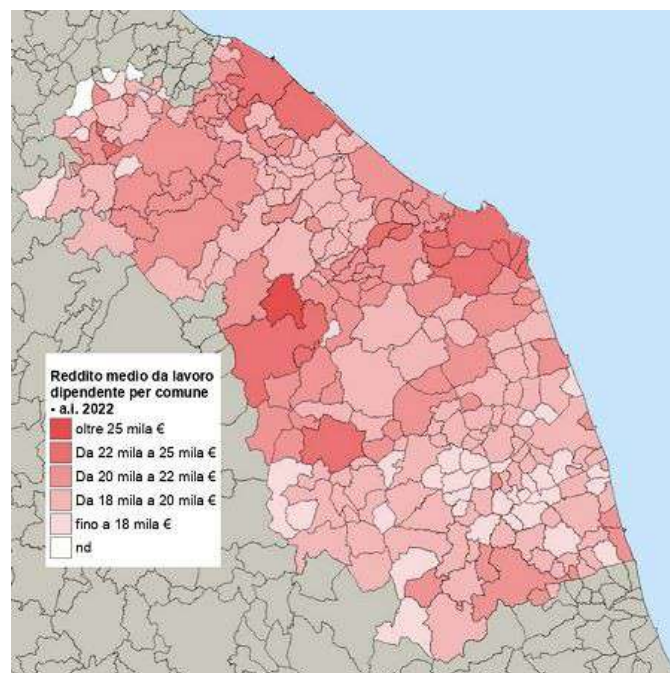 Reddito medio da lavoro
dipendente per comune
- a.i. 2022
oltre 25 mila €
Da 22 mila a 25 mila €
Da 20 mila a 22 mila €
Da 18 mila a 20 mila €
fino a 18 mila €
nd